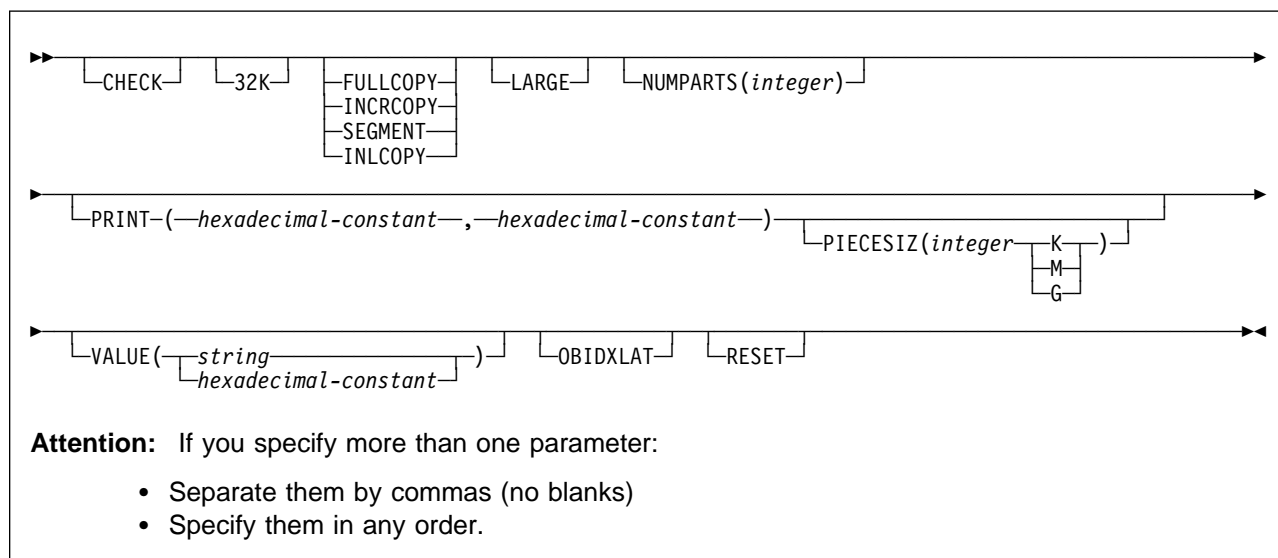 CHECK 32K FULLCOPY LARGE NUMPARTS(integer)
INCRCOPY
SEGMENT
INLCOPY
PRINT ( hexadecimal-constant , hexadecimal-constant )
PIECESIZ(integer K )
M
G
VALUE( string ) OBIDXLAT RESET
hexadecimal-constant
Attention: If you specify more than one parameter:
• Separate them by commas (no blanks)
• Specify them in any order.